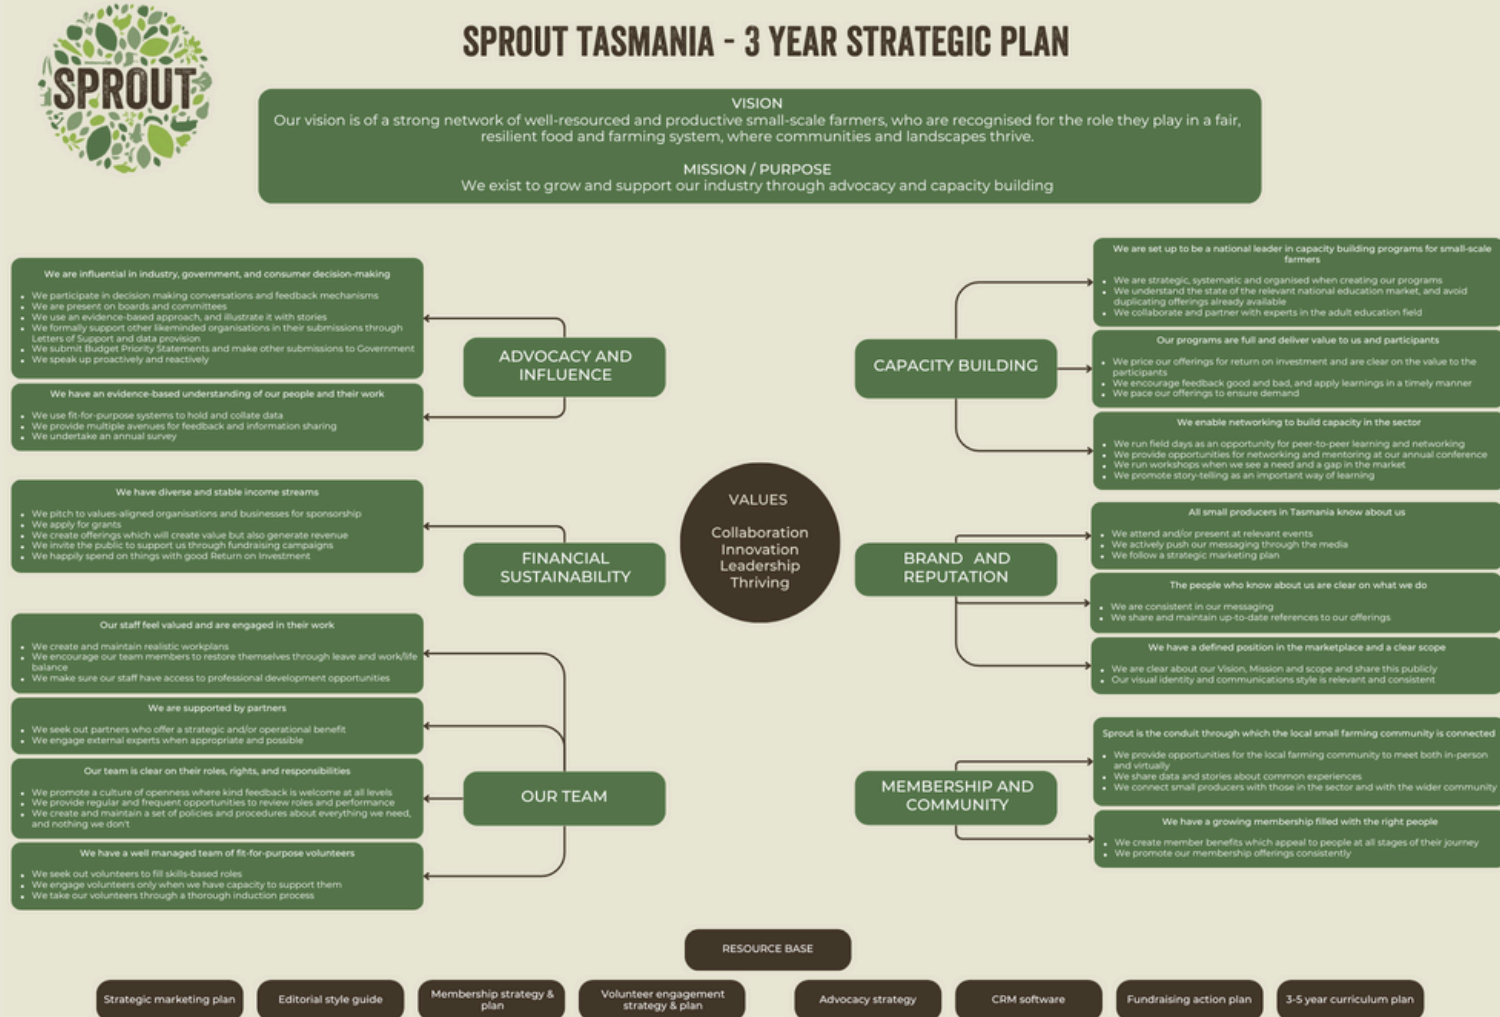 SPROUT
SPROUT TASMANIA - 3 YEAR STRATEGIC PLAN
VISION
Our vision is of a strong network of well-resourced and productive small-scale farmers, who are recognised for the role they play in a fair,
resilient food and farming system, where communities and landscapes thrive.
MISSION / PURPOSE
We exist to grow and support our industry through advocacy and capacity building
We are influential in industry, government, and consumer decision-making
• We participate in decision making conversations and feedback mechanisms
• We are present on boards and committees
• We use an evidence-based approach, and illustrate it with stories
• We formally support other likeminded organisations in their submissions through
Letters of Support and data provision
• We submit Budget Priority Statements and make other submissions to Government
• We speak up proactively and reactively
We have an evidence-based understanding of our people and their work
• We use fit-for-purpose systems to hold and collate data
• We provide multiple avenues for feedback and information sharing
• We undertake an annual survey
ADVOCACY AND
INFLUENCE
We have diverse and stable income streams
• We pitch to values-aligned organisations and businesses for sponsorship
• We apply for grants
• We create offerings which will create value but also generate revenue
• We invite the public to support us through fundraising campaigns
• We happily spend on things with good Return on Investment
FINANCIAL
SUSTAINABILITY
Our staff feel valued and are engaged in their work
• We create and maintain realistic workplans
• We encourage our team members to restore themselves through leave and work/life
balance
• We make sure our staff have access to professional development opportunities
We are supported by partners
• We seek out partners who offer a strategic and/or operational benefit
• We engage external experts when appropriate and possible
Our team is clear on their roles, rights, and responsibilities
• We promote a culture of openness where kind feedback is welcome at all levels
• We provide regular and frequent opportunities to review roles and performance
• We create and maintain a set of policies and procedures about everything we need,
and nothing we don't
We have a well managed team of fit-for-purpose volunteers
• We seek out volunteers to fill skills-based roles
• We engage volunteers only when we have capacity to support them
• We take our volunteers through a thorough induction process
OUR TEAM
VALUES
Collaboration
Innovation
Leadership
Thriving
CAPACITY BUILDING
We are set up to be a national leader in capacity building programs for small-scale
farmers
• We are strategic, systematic and organised when creating our programs
• We understand the state of the relevant national education market, and avoid
duplicating offerings already available
• We collaborate and partner with experts in the adult education field
Our programs are full and deliver value to us and participants
• We price our offerings for return on investment and are clear on the value to the
participants
• We encourage feedback good and bad, and apply learnings in a timely manner
• We pace our offerings to ensure demand
We enable networking to build capacity in the sector
• We run field days as an opportunity for peer-to-peer learning and networking
• We provide opportunities for networking and mentoring at our annual conference
• We run workshops when we see a need and a gap in the market
• We promote story-telling as an important way of learning
BRAND AND
REPUTATION
All small producers in Tasmania know about us
• We attend and/or present at relevant events
• We actively push our messaging through the media
• We follow a strategic marketing plan
The people who know about us are clear on what we do
• We are consistent in our messaging
• We share and maintain up-to-date references to our offerings
We have a defined position in the marketplace and a clear scope
• We are clear about our Vision, Mission and scope and share this publicly
• Our visual identity and communications style is relevant and consistent
MEMBERSHIP AND
COMMUNITY
Sprout is the conduit through which the local small farming community is connected
• We provide opportunities for the local farming community to meet both in-person
and virtually
• We share data and stories about common experiences
• We connect small producers with those in the sector and with the wider community
We have a growing membership filled with the right people
• We create member benefits which appeal to people at all stages of their journey
• We promote our membership offerings consistently
RESOURCE BASE
Strategic marketing plan
Editorial style guide
Membership strategy &
plan
Volunteer engagement
strategy & plan
Advocacy strategy
CRM software
Fundraising action plan
3-5 year curriculum plan